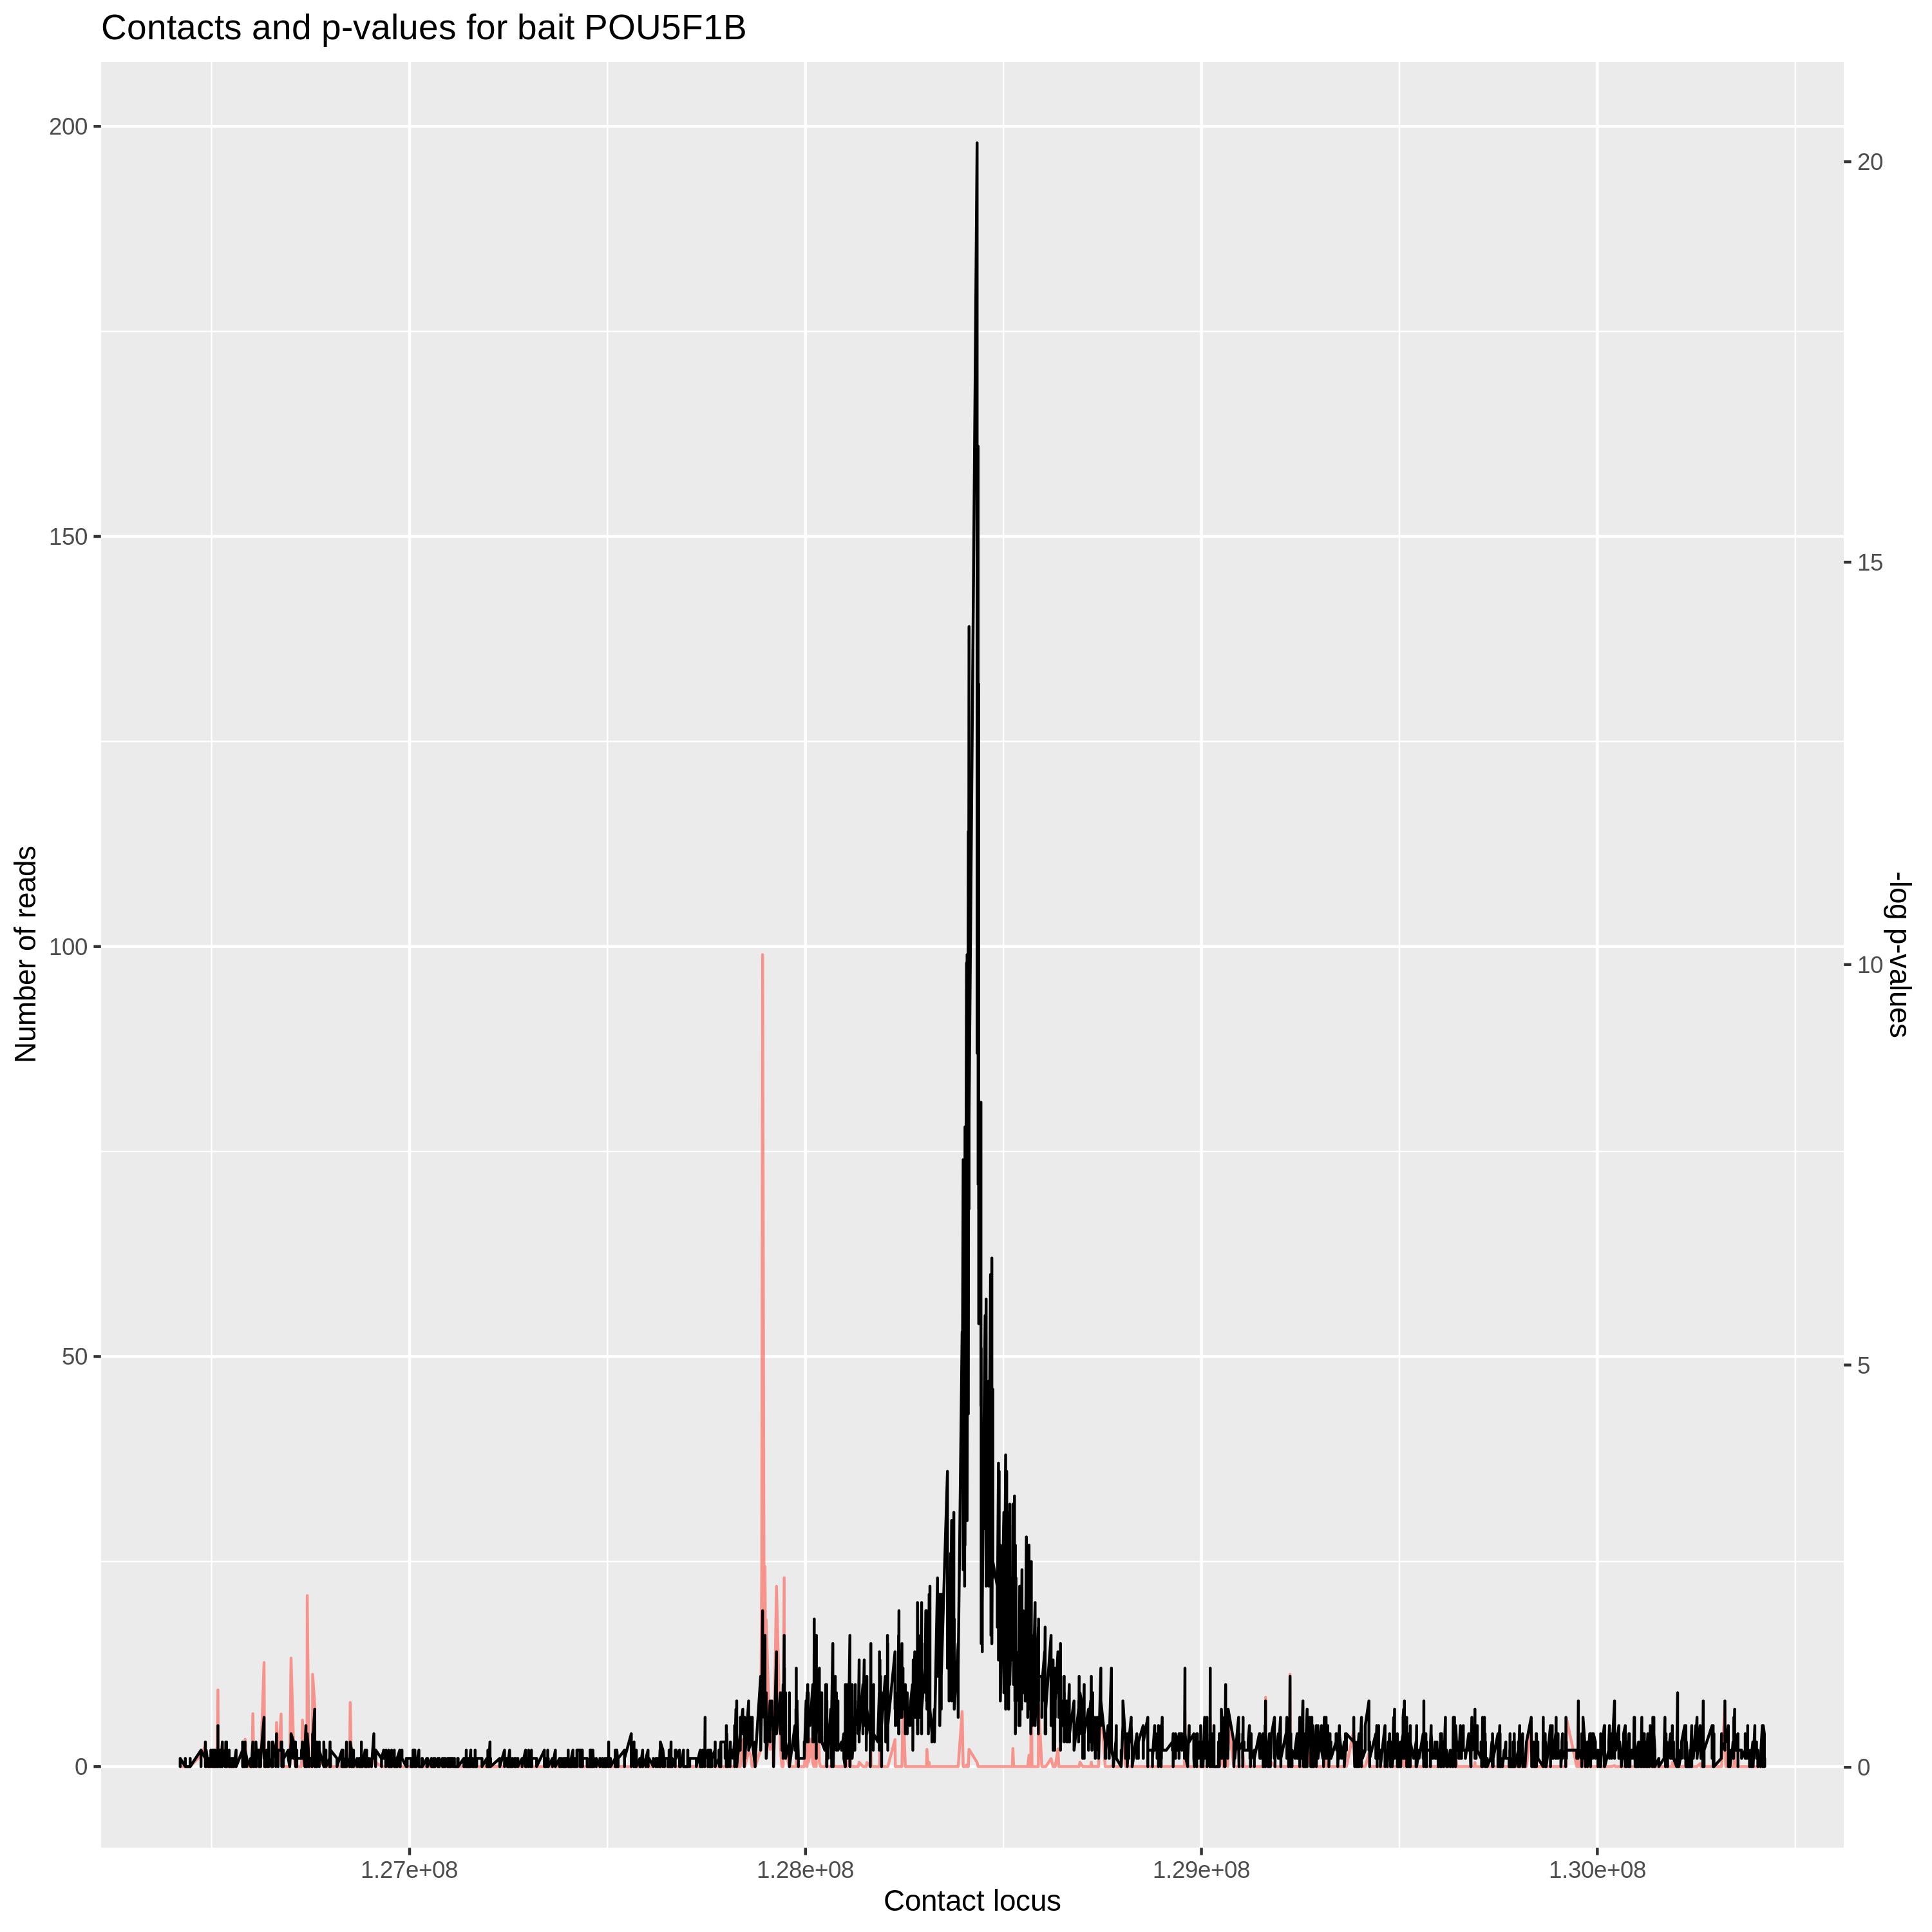 Contacts and p-values for bait POU5F1B
200
150
100
50
0
Number of reads
20
15
10
5
0
-log p-values
1.27e+08 1.28e+08 1.29e+08 1.30e+08
Contact locus